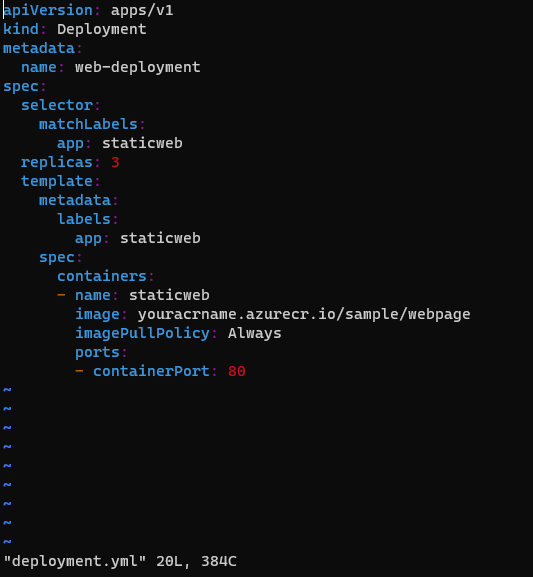 apiVersion: apps/v1
kind: Deployment
metadata:
  name: web-deployment
spec:
  selector:
    matchLabels:
      app: staticweb
  replicas: 3
  template:
    metadata:
      labels:
        app: staticweb
    spec:
      containers:
      - name: staticweb
        image: youracrname.azurecr.io/sample/webpage
        imagePullPolicy: Always
        ports:
        - containerPort: 80
~
~
~
~
~
~
~
~
~
"deployment.yml" 20L, 384C